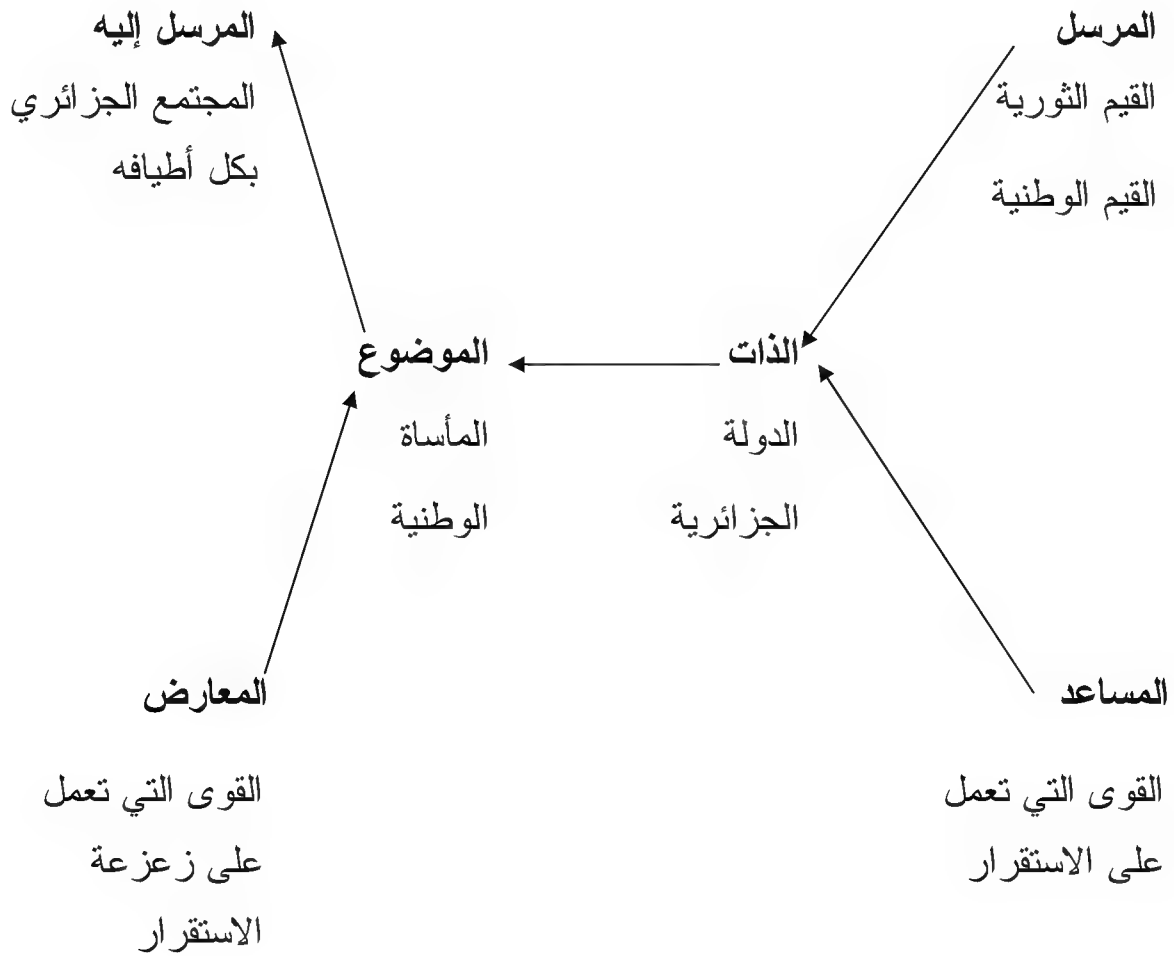 المرسل
القيم الثورية
القيم الوطنية
المرسل إليه
المجتمع الجزائري
بكل أطيافه
الذات
الدولة
الجزائرية
الموضوع
المأساة
الوطنية
المساعد
القوى التي تعمل
على الاستقرار
المعارض
القوى التي تعمل
على زعزعة
الاستقرار